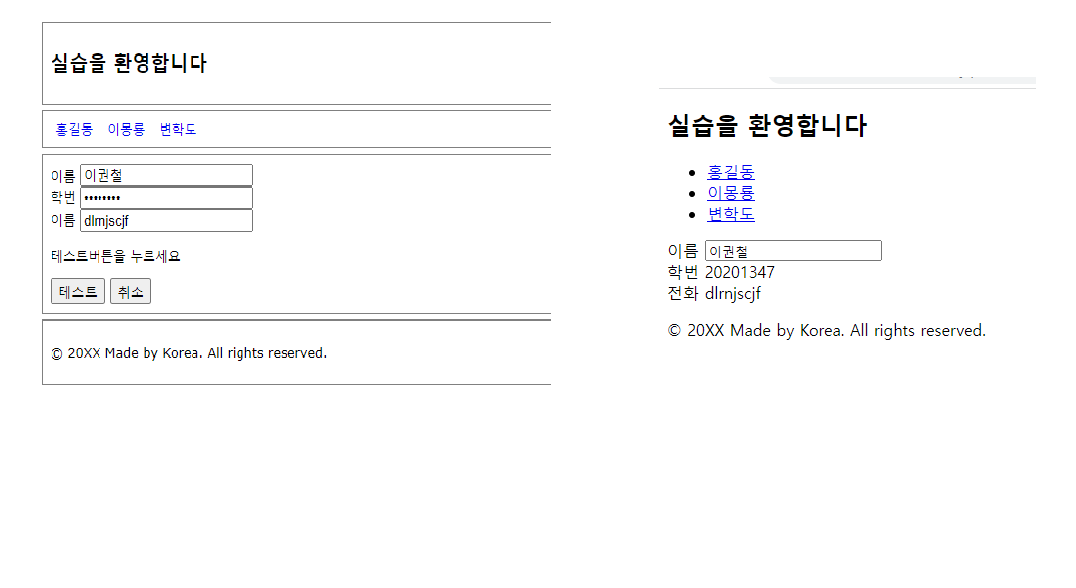 실습을 환영합니다
홍길동 이몽룡 변학도
이름 이권철
학번 ••••••••
이름 dlrnjscjf
테스트버튼을 누르세요
테스트 취소
© 20XX Made by Korea. All rights reserved.
실습을 환영합니다
• 홍길동
• 이몽룡
• 변학도
이름 이권철
학번 20201347
전화 dlrnjscjf
© 20XX Made by Korea. All rights reserved.